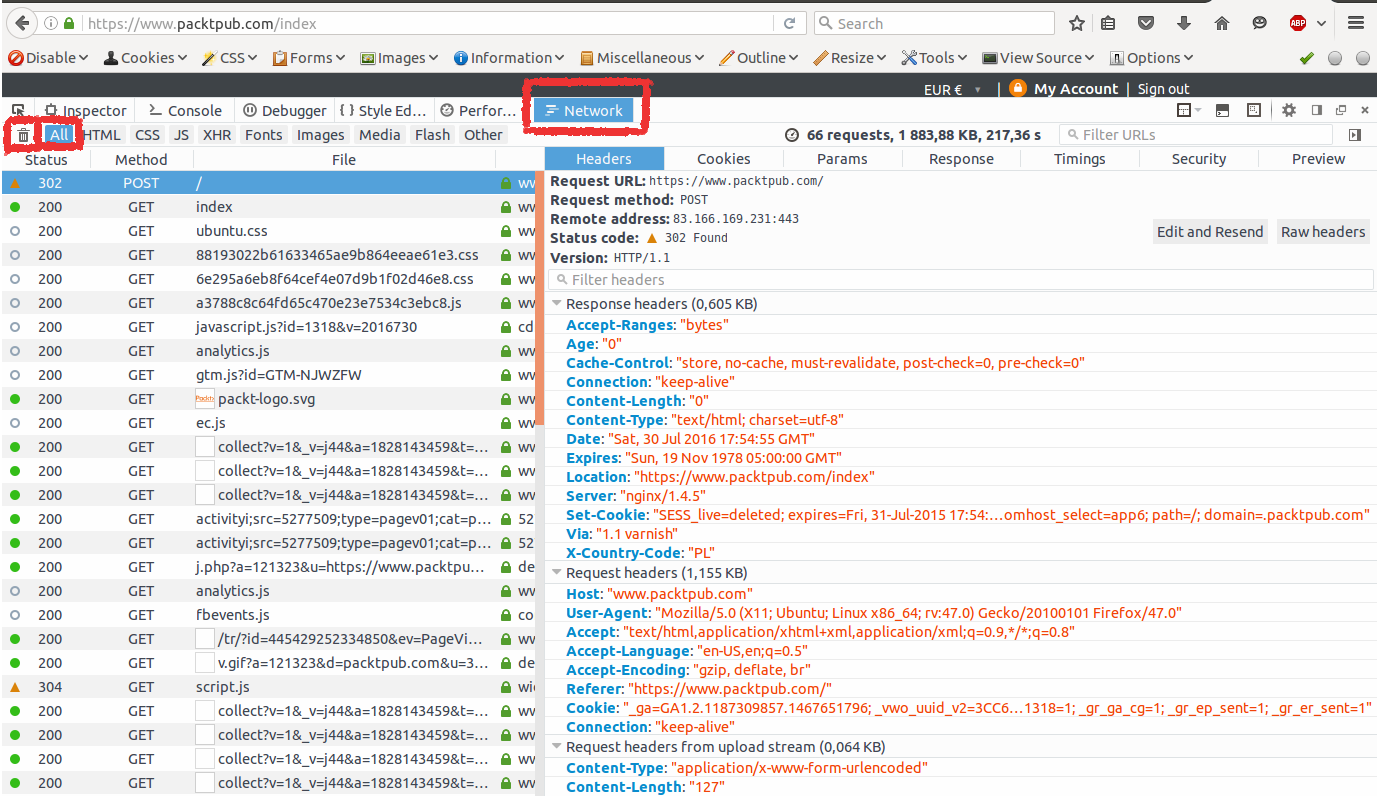 https://www.packtpub.com/index Search ABP
Disable Cookies CSS Forms Images Information Miscellaneous Outline Resize Tools View Source Options
EUR € My Account Sign out
Inspector Console Debugger { } Style Ed... Perfor... Network
All HTML CSS JS XHR Fonts Images Media Flash Other 66 requests, 1 883,88 KB, 217,36 s Filter URLs
Status Method File
302 POST / ww
200 GET index ww
200 GET ubuntu.css ww
200 GET 88193022b61633465ae9b864eeae61e3.css ww
200 GET 6e295a6eb8f64cef4e07d9b1f02d46e8.css ww
200 GET a3788c8c64fd65c470e23e7534c3ebc8.js ww
200 GET javascript.js?id=1318&v=2016730 cd
200 GET analytics.js ww
200 GET gtm.js?id=GTM-NJWZFW ww
200 GET packt-logo.svg ww
200 GET ec.js ww
200 GET collect?v=1&_v=j44&a=1828143459&t=... ww
200 GET collect?v=1&_v=j44&a=1828143459&t=... ww
200 GET collect?v=1&_v=j44&a=1828143459&t=... ww
200 GET activityi;src=5277509;type=pagev01;cat=p... 52
200 GET activityi;src=5277509;type=pagev01;cat=p... 52
200 GET j.php?a=121323&u=https://www.packtpu... de
200 GET analytics.js ww
200 GET fbevents.js co
200 GET /tr/?id=445429252334850&ev=PageVi... ww
200 GET v.gif?a=121323&d=packtpub.com&u=3... de
304 GET script.js wid
200 GET collect?v=1&_v=j44&a=1828143459&t=... ww
200 GET collect?v=1&_v=j44&a=1828143459&t=... ww
200 GET collect?v=1&_v=j44&a=1828143459&t=... ww
200 GET collect?v=1&_v=j44&a=1828143459&t=... ww
Headers Cookies Params Response Timings Security Preview
Request URL: https://www.packtpub.com/
Request method: POST
Remote address: 83.166.169.231:443
Status code: 302 Found
Edit and Resend Raw headers
Version: HTTP/1.1
Filter headers
Response headers (0,605 KB)
Accept-Ranges: "bytes"
Age: "0"
Cache-Control: "store, no-cache, must-revalidate, post-check=0, pre-check=0"
Connection: "keep-alive"
Content-Length: "0"
Content-Type: "text/html; charset=utf-8"
Date: "Sat, 30 Jul 2016 17:54:55 GMT"
Expires: "Sun, 19 Nov 1978 05:00:00 GMT"
Location: "https://www.packtpub.com/index"
Server: "nginx/1.4.5"
Set-Cookie: "SESS_live=deleted; expires=Fri, 31-Jul-2015 17:54:...omhost_select=app6; path=/; domain=.packtpub.com"
Via: "1.1 varnish"
X-Country-Code: "PL"
Request headers (1,155 KB)
Host: "www.packtpub.com"
User-Agent: "Mozilla/5.0 (X11; Ubuntu; Linux x86_64; rv:47.0) Gecko/20100101 Firefox/47.0"
Accept: "text/html,application/xhtml+xml,application/xml;q=0.9,*/*;q=0.8"
Accept-Language: "en-US,en;q=0.5"
Accept-Encoding: "gzip, deflate, br"
Referer: "https://www.packtpub.com/"
Cookie: "_ga=GA1.2.1187309857.1467651796; _vwo_uuid_v2=3CC6...1318=1; _gr_ga_cg=1; _gr_ep_sent=1; _gr_er_sent=1"
Connection: "keep-alive"
Request headers from upload stream (0,064 KB)
Content-Type: "application/x-www-form-urlencoded"
Content-Length: "127"